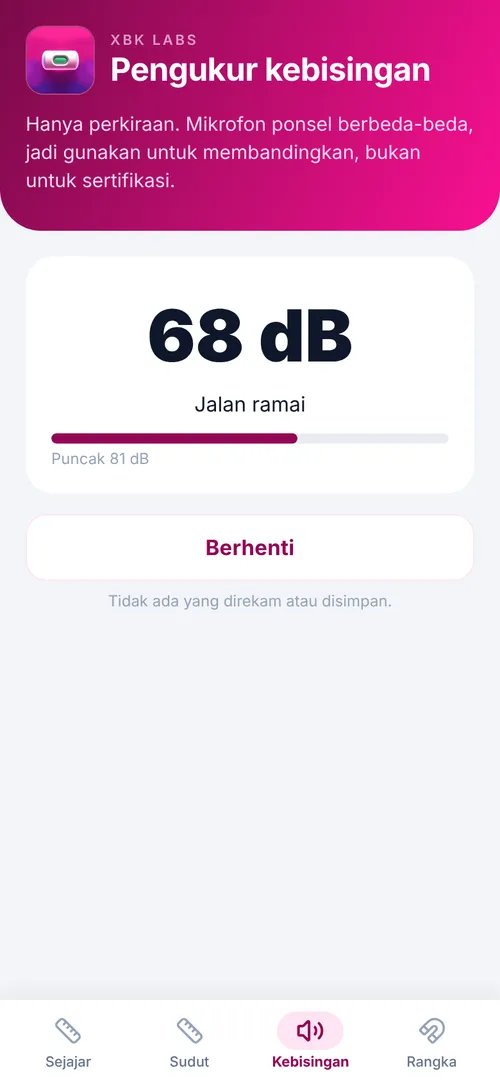 XBK LABS
Pengukur kebisingan
Hanya perkiraan. Mikrofon ponsel berbeda-beda,
jadi gunakan untuk membandingkan, bukan
untuk sertifikasi.
68 dB
Jalan ramai
Puncak 81 dB
Berhenti
Tidak ada yang direkam atau disimpan.
Sejajar
Sudut
Kebisingan
Rangka